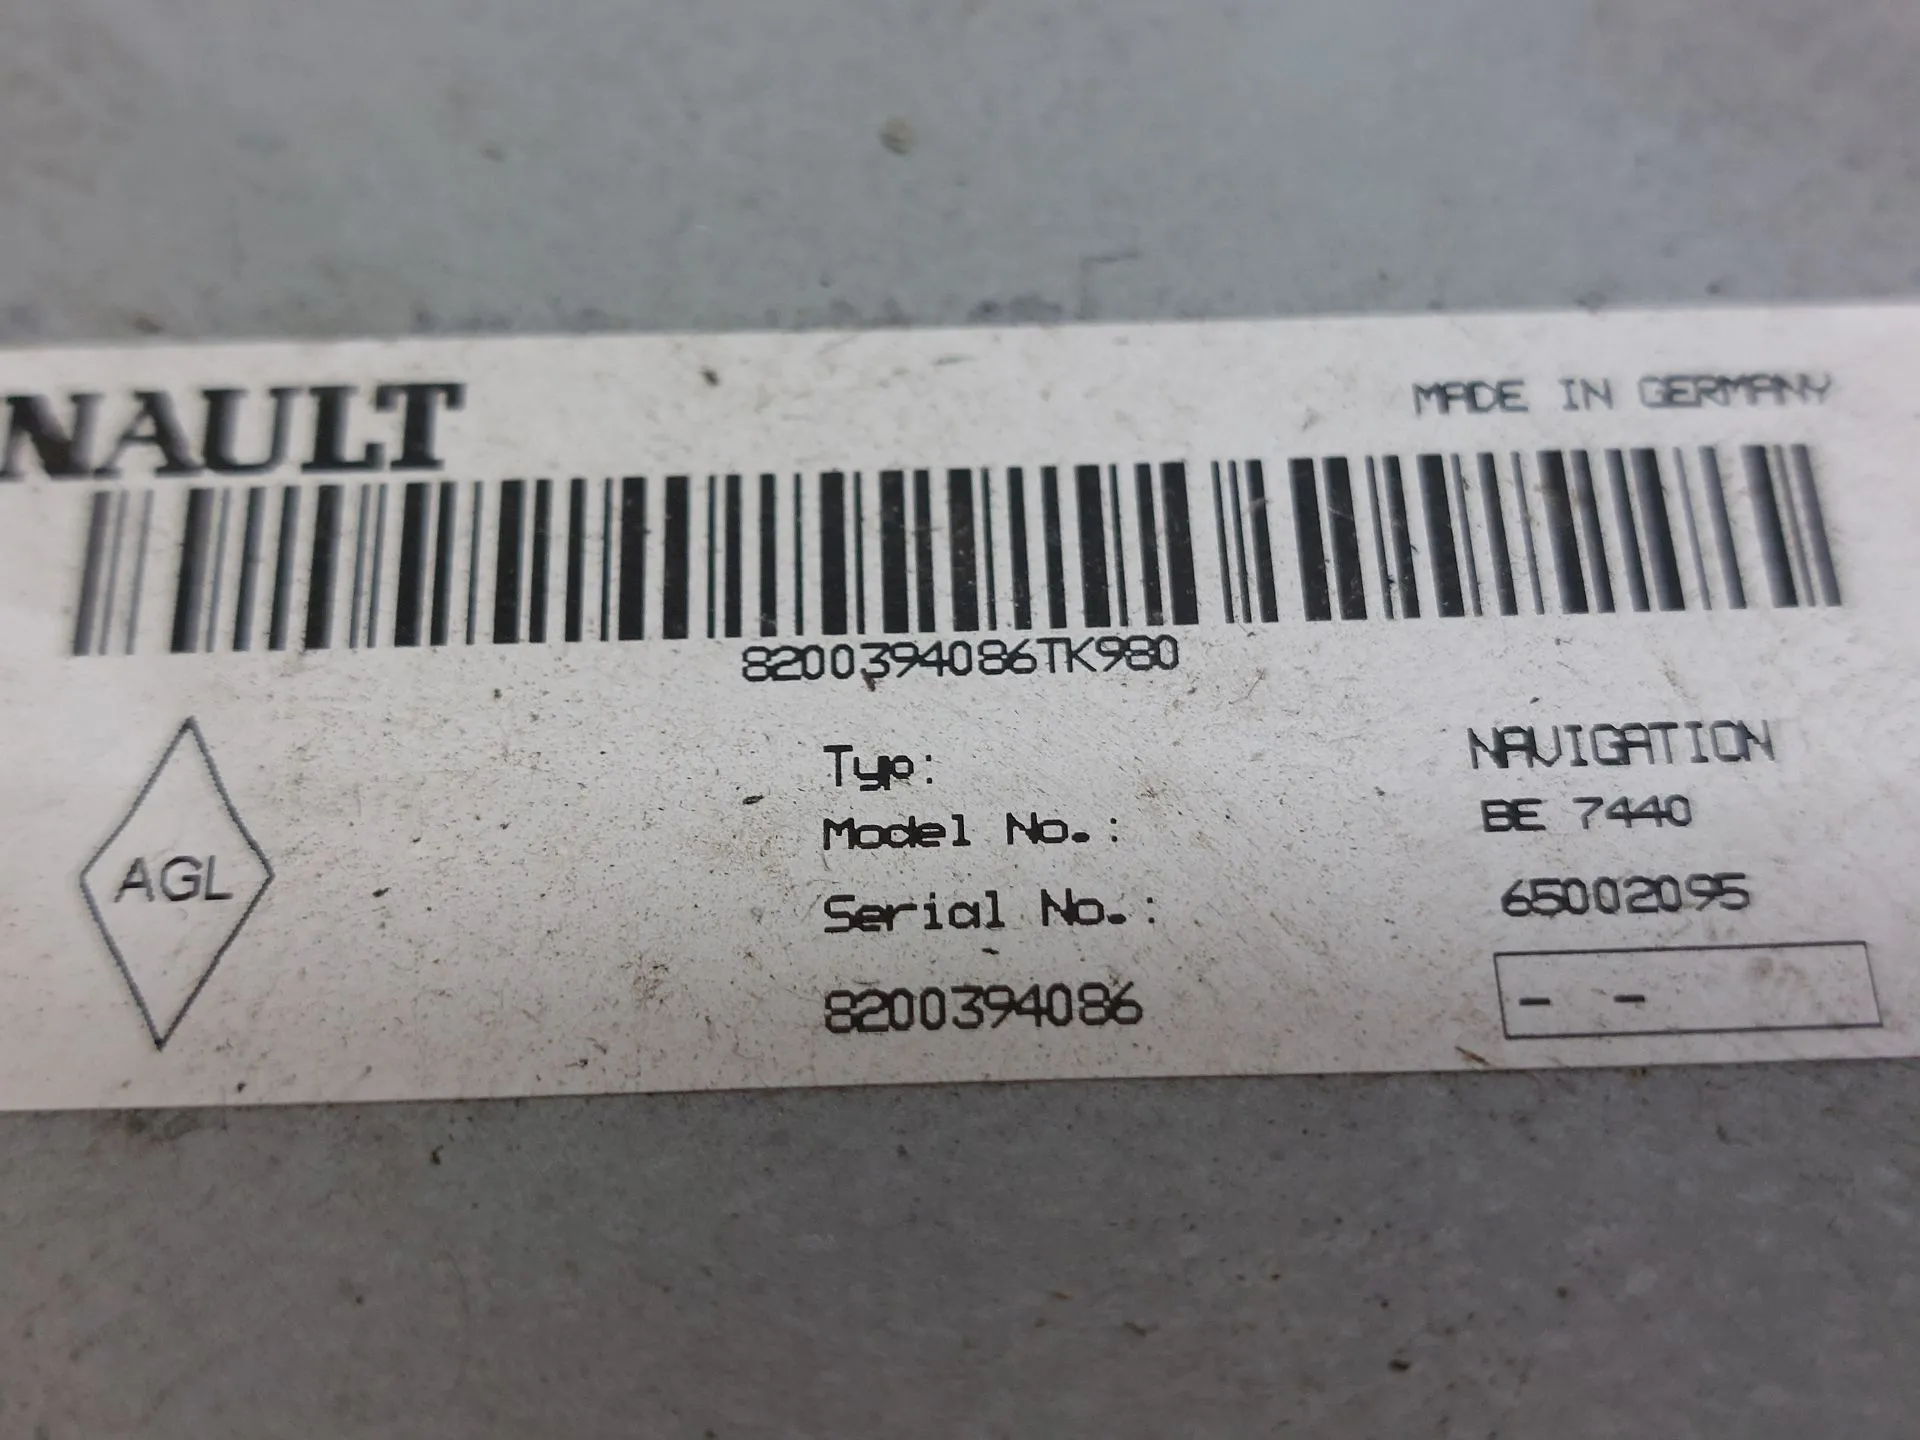 NAULT
MADE IN GERMANY
8200394086TK980
AGL
Typ: NAVIGATION
Model No.: BE 7440
Serial No.: 65002095
8200394086 - -